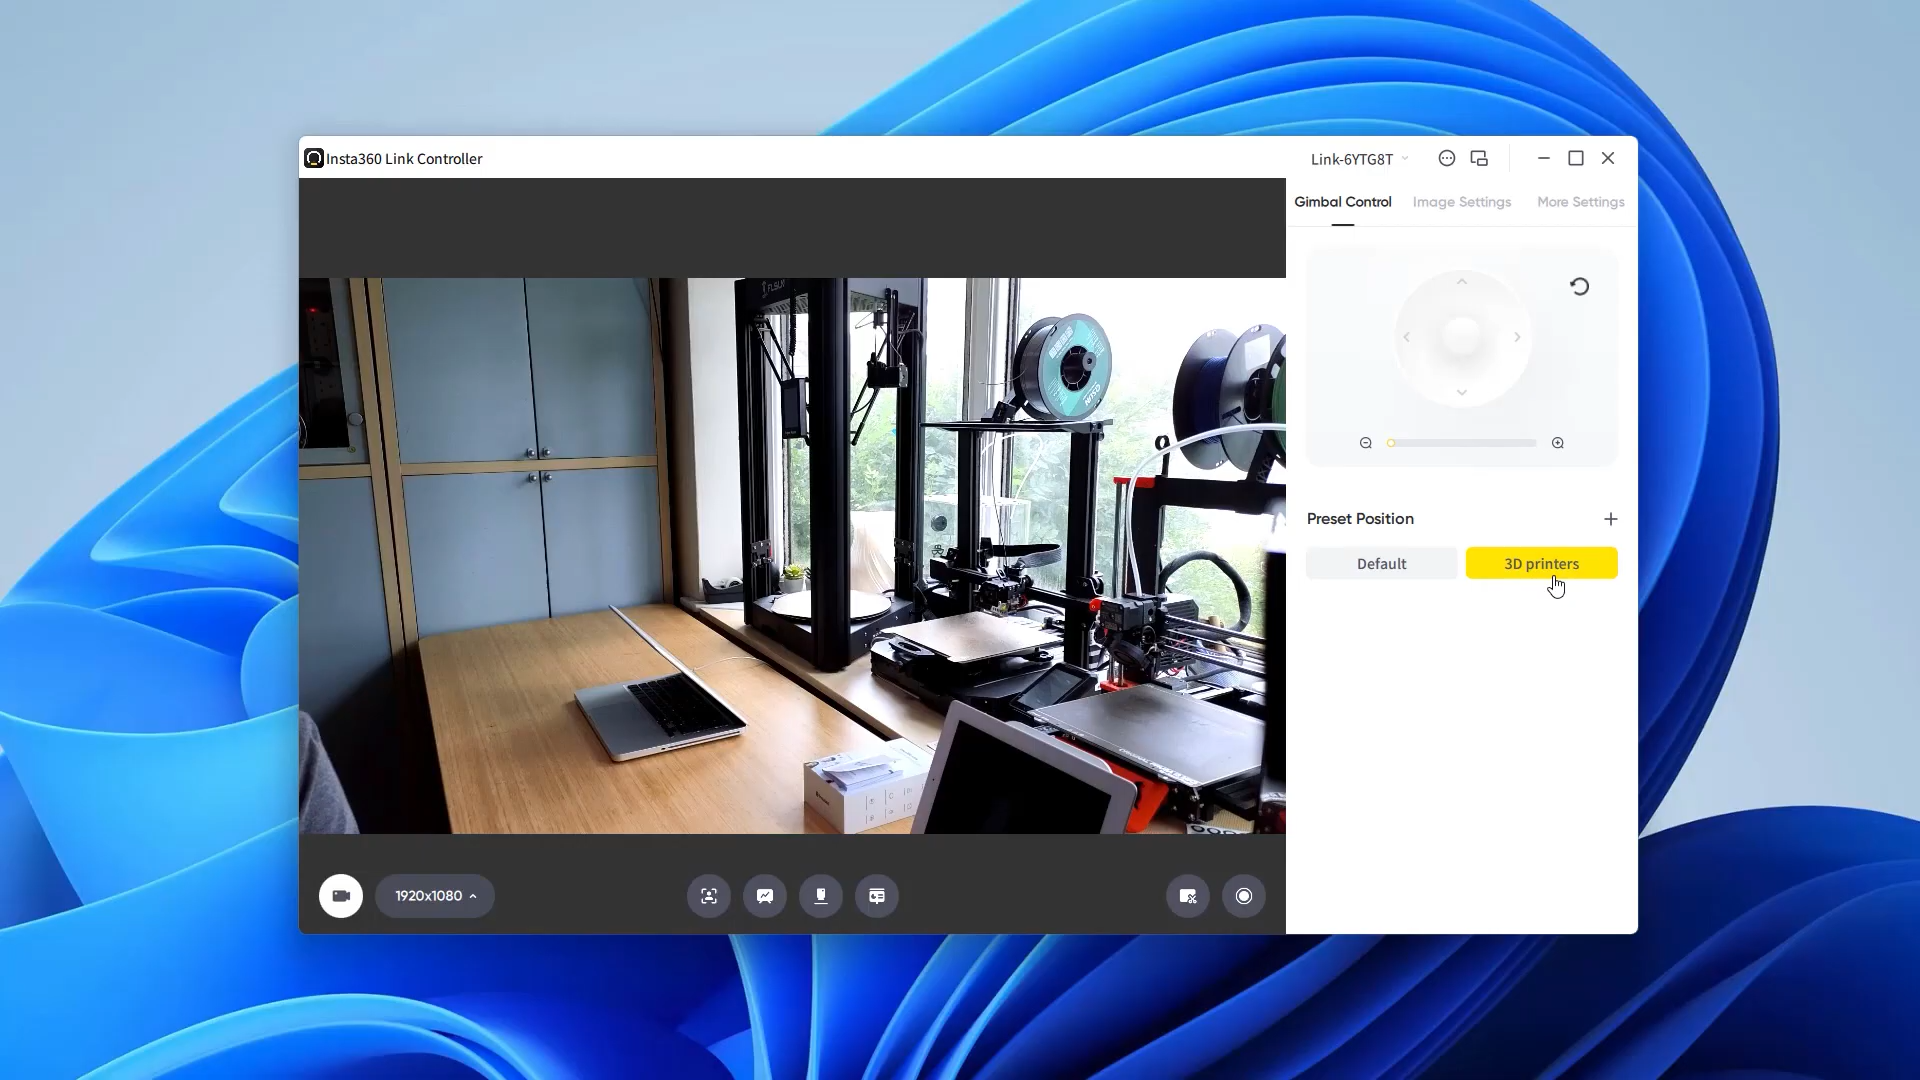 Insta360 Link Controller
Link-6YTG8T
Gimbal Control Image Settings More Settings
Preset Position
Default 3D printers
1920x1080